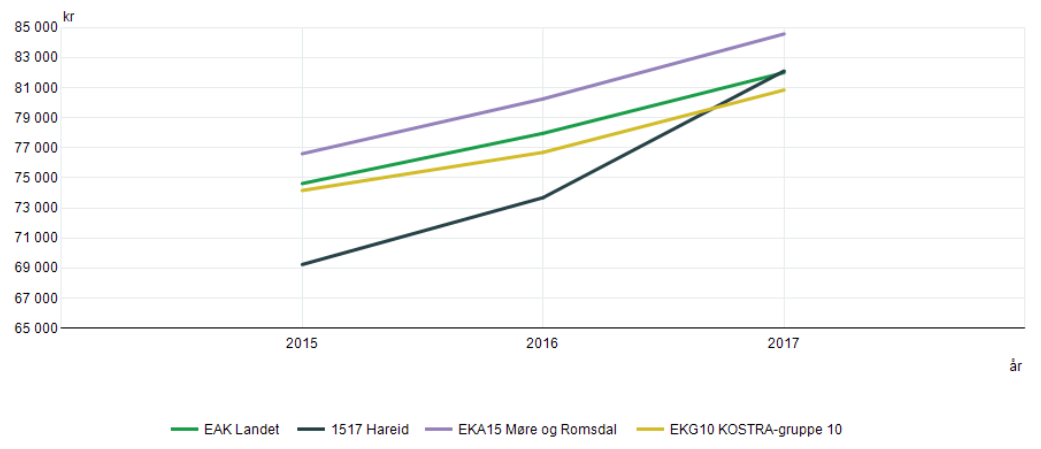 kr
85 000
83 000
81 000
79 000
77 000
75 000
73 000
71 000
69 000
67 000
65 000
2015 2016 2017
år
EAK Landet 1517 Hareid EKA15 Møre og Romsdal EKG10 KOSTRA-gruppe 10